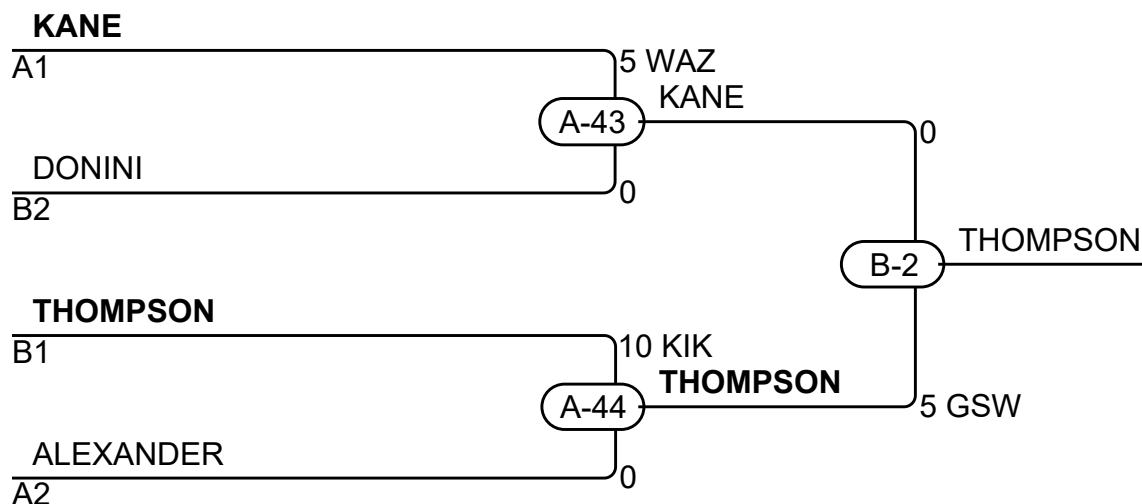 KANE
A1
5 WAZ
KANE
A-43
0
DONINI
B2
0
B-2
THOMPSON
THOMPSON
B1
10 KIK
THOMPSON
A-44
5 GSW
ALEXANDER
A2
0